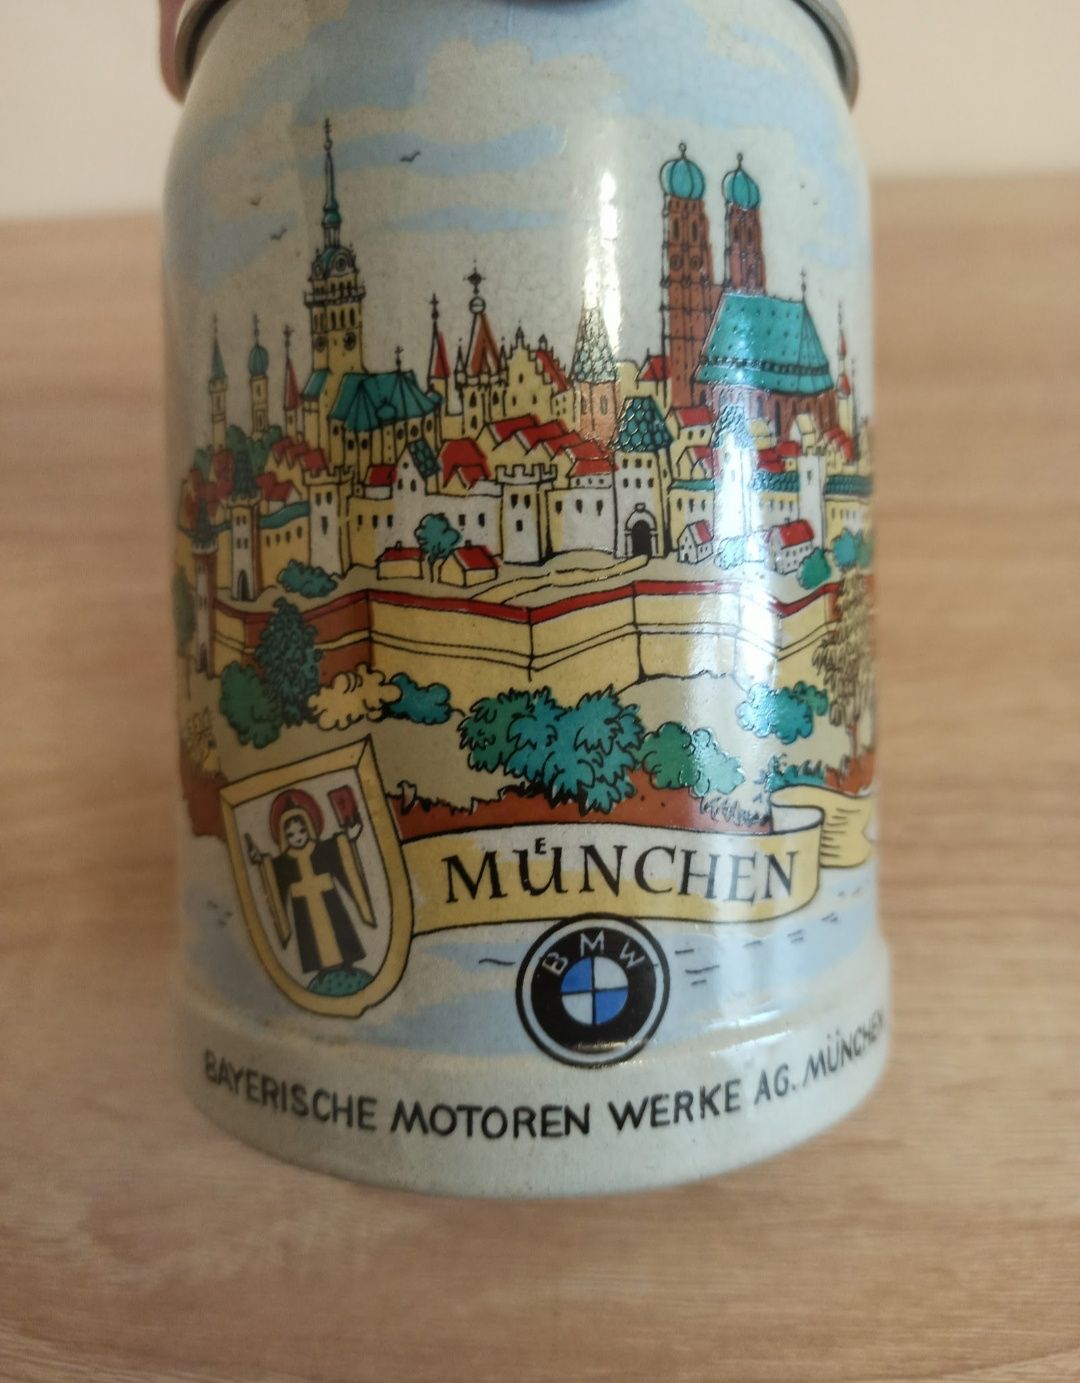 MÜNCHEN
BMW
BAYERISCHE MOTOREN WERKE AG. MÜNCHEN